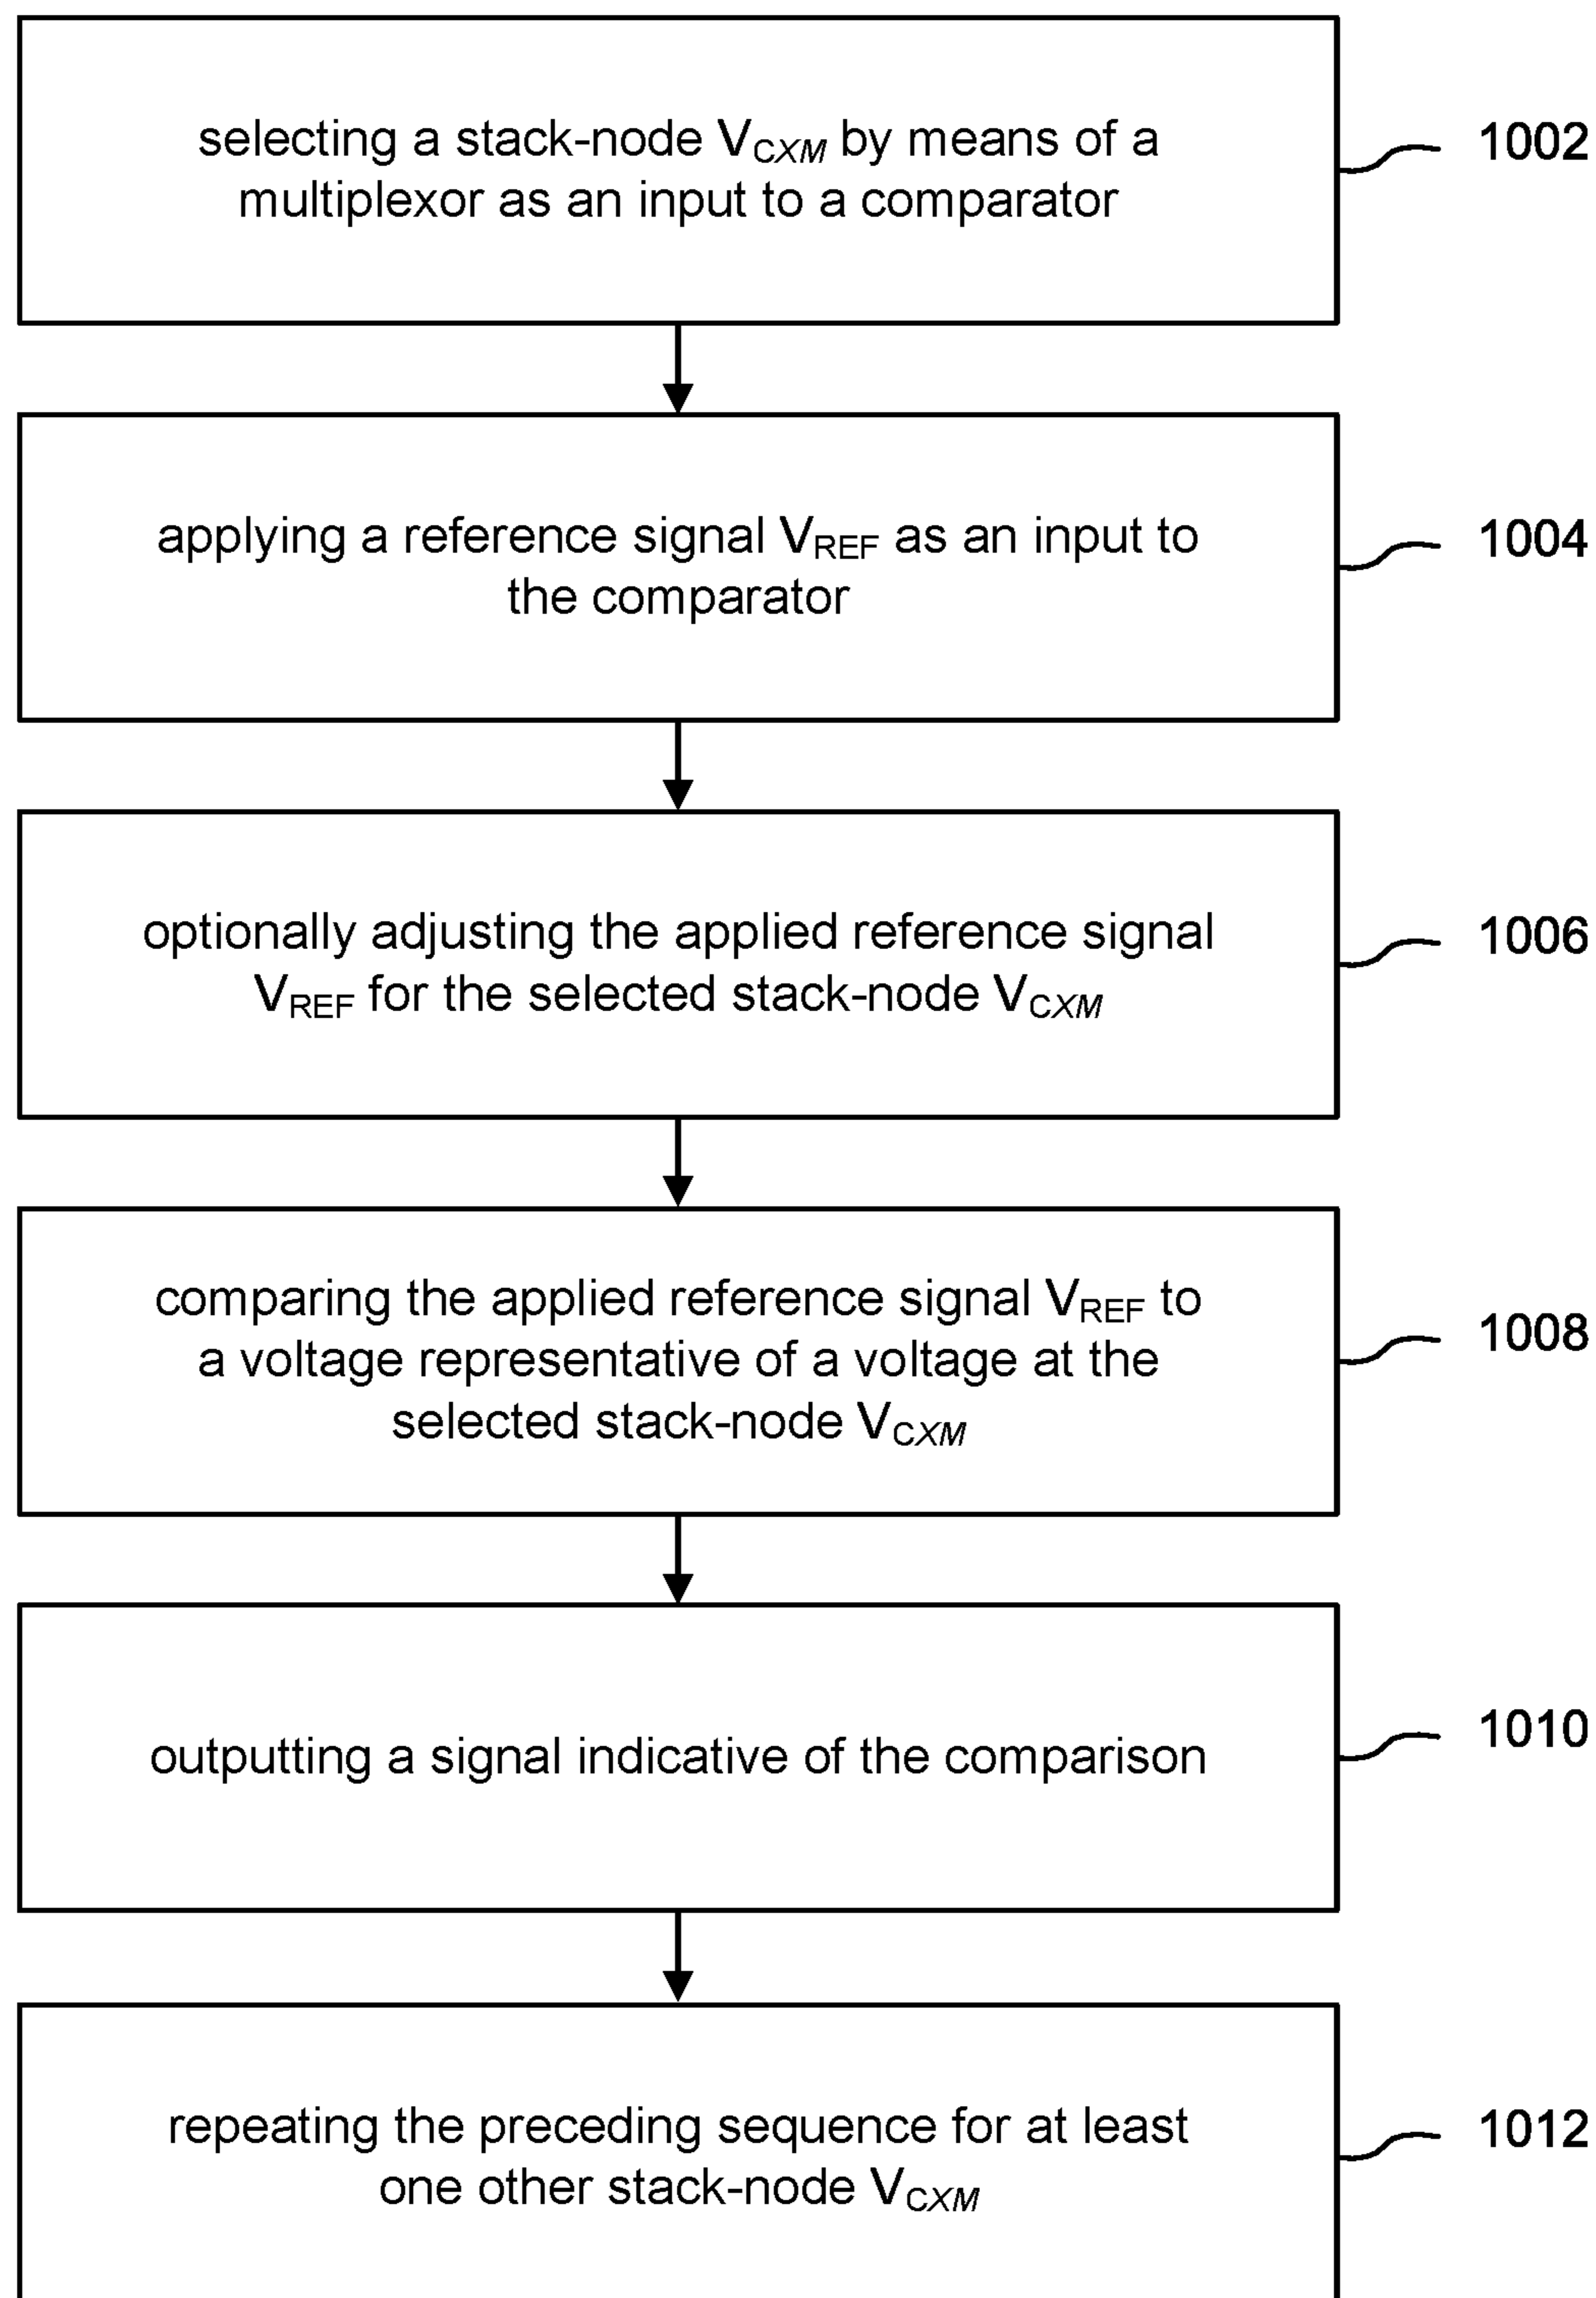 selecting a stack-node VCXM by means of a
multiplexor as an input to a comparator
1002
applying a reference signal VREF as an input to
the comparator
1004
optionally adjusting the applied reference signal
VREF for the selected stack-node VCXM
1006
comparing the applied reference signal VREF to
a voltage representative of a voltage at the
selected stack-node VCXM
1008
outputting a signal indicative of the comparison
1010
repeating the preceding sequence for at least
one other stack-node VCXM
1012